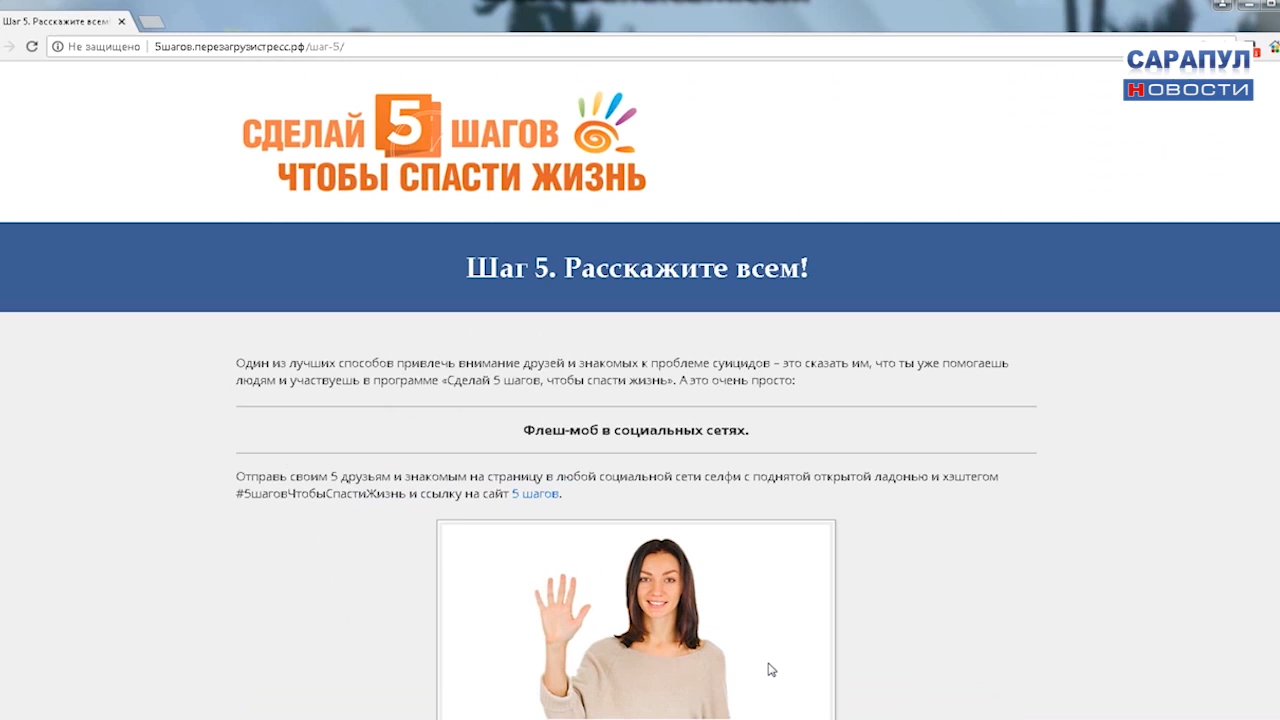 Шаг 5. Расскажите всем!
Не защищено
5шагов.перезагрузистресс.рф/шаг-5/
САРАПУЛ
НОВОСТИ
СДЕЛАЙ 5 ШАГОВ
ЧТОБЫ СПАСТИ ЖИЗНЬ
Шаг 5. Расскажите всем!
Один из лучших способов привлечь внимание друзей и знакомых к проблеме суицидов – это сказать им, что ты уже помогаешь
людям и участвуешь в программе «Сделай 5 шагов, чтобы спасти жизнь». А это очень просто:
Флеш-моб в социальных сетях.
Отправь своим 5 друзьям и знакомым на страницу в любой социальной сети селфи с поднятой открытой ладонью и хэштегом
#5шаговЧтобыСпастиЖизнь и ссылку на сайт 5 шагов.